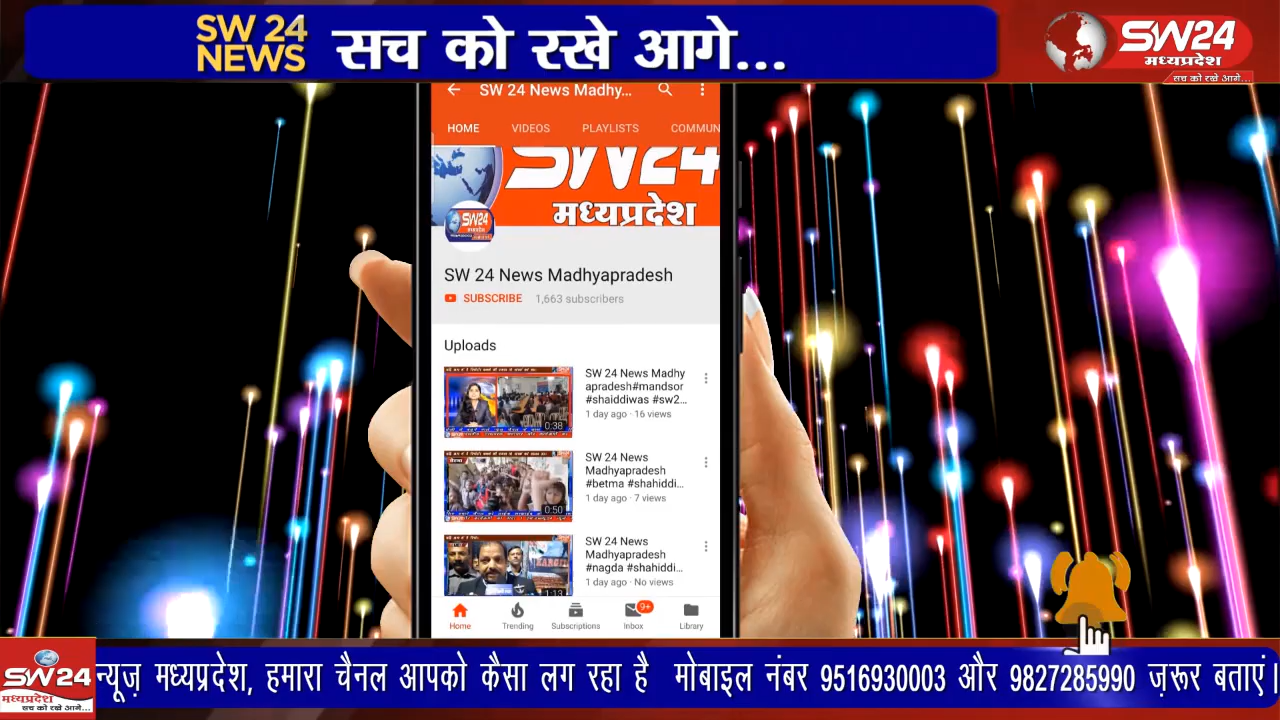 SW 24
NEWS
सच को रखे आगे...
SW24
मध्यप्रदेश
सच को रखे आगे...
SW 24 News Madhy...
HOME VIDEOS PLAYLISTS COMMUN
SW24
मध्यप्रदेश
SW24
SW 24 News Madhyapradesh
SUBSCRIBE 1,663 subscribers
Uploads
SW 24 News Madhy
apradesh#mandsor
#shaiddiwas #sw2...
1 day ago · 16 views
0:38
SW 24 News
Madhyapradesh
#betma #shahiddi...
1 day ago · 7 views
0:50
SW 24 News
Madhyapradesh
#nagda #shahiddi...
1 day ago · No views
1:13
9+
Home Trending Subscriptions Inbox Library
SW24
मध्यप्रदेश
सच को रखे आगे...
न्यूज़ मध्यप्रदेश, हमारा चैनल आपको कैसा लग रहा है मोबाइल नंबर 9516930003 और 9827285990 ज़रूर बताएं।